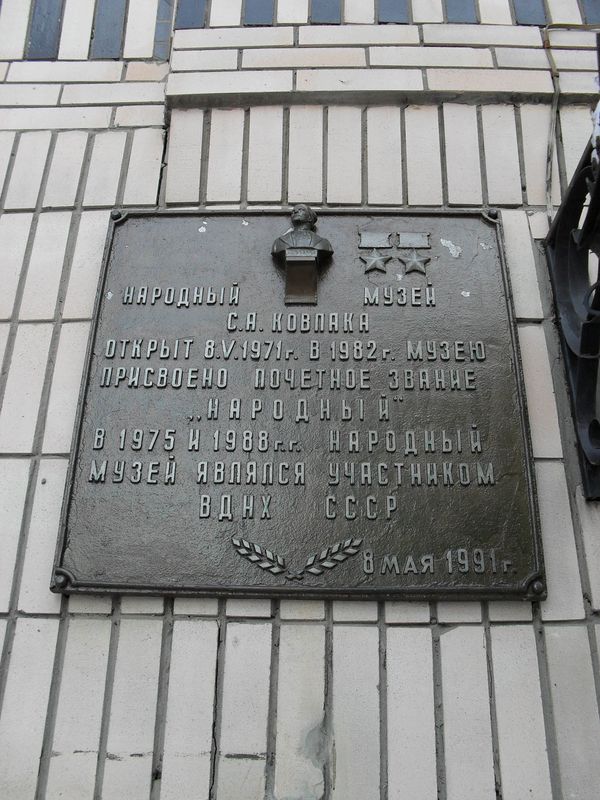 НАРОДНЫЙ МУЗЕЙ
С.А. КОВПАКА
ОТКРЫТ 8.V.1971г. В 1982г. МУЗЕЮ
ПРИСВОЕНО ПОЧЕТНОЕ ЗВАНИЕ
„НАРОДНЫЙ“
В 1975 И 1988г.г. НАРОДНЫЙ
МУЗЕЙ ЯВЛЯЛСЯ УЧАСТНИКОМ
ВДНХ СССР
8 МАЯ 1991г.